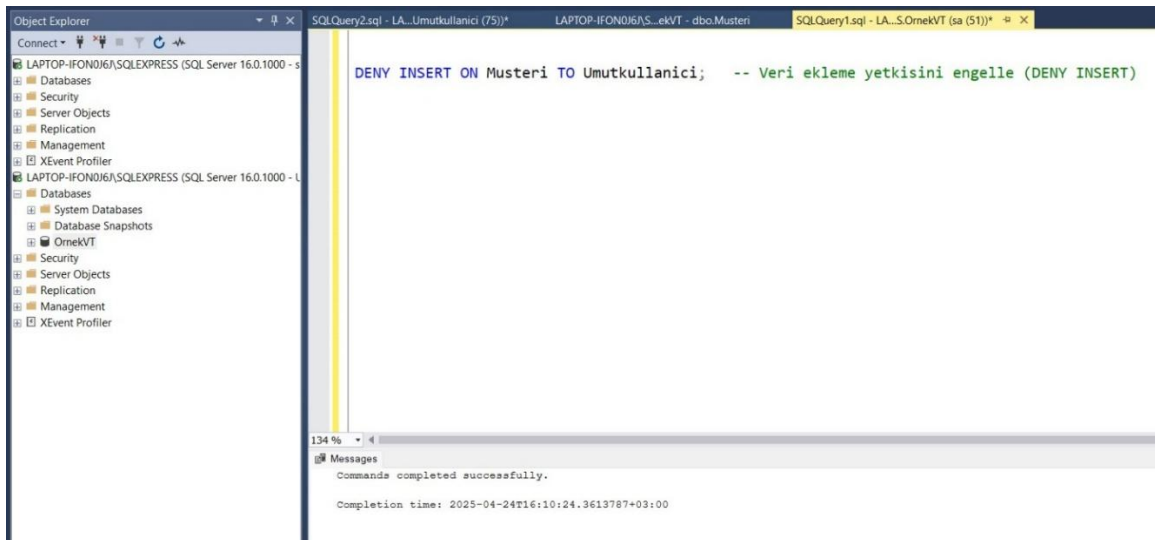 Object Explorer
SQLQuery2.sql - LA...Umutkullanici (75))*
LAPTOP-IFON0J6J\S...ekVT - dbo.Musteri
SQLQuery1.sql - LA...S.OrnekVT (sa (51))*
Connect
LAPTOP-IFON0J6J\SQLEXPRESS (SQL Server 16.0.1000 - s
Databases
Security
Server Objects
Replication
Management
XEvent Profiler
LAPTOP-IFON0J6J\SQLEXPRESS (SQL Server 16.0.1000 - U
Databases
System Databases
Database Snapshots
OrnekVT
Security
Server Objects
Replication
Management
XEvent Profiler
DENY INSERT ON Musteri TO Umutkullanici;   -- Veri ekleme yetkisini engelle (DENY INSERT)
134 %
Messages
Commands completed successfully.
Completion time: 2025-04-24T16:10:24.3613787+03:00